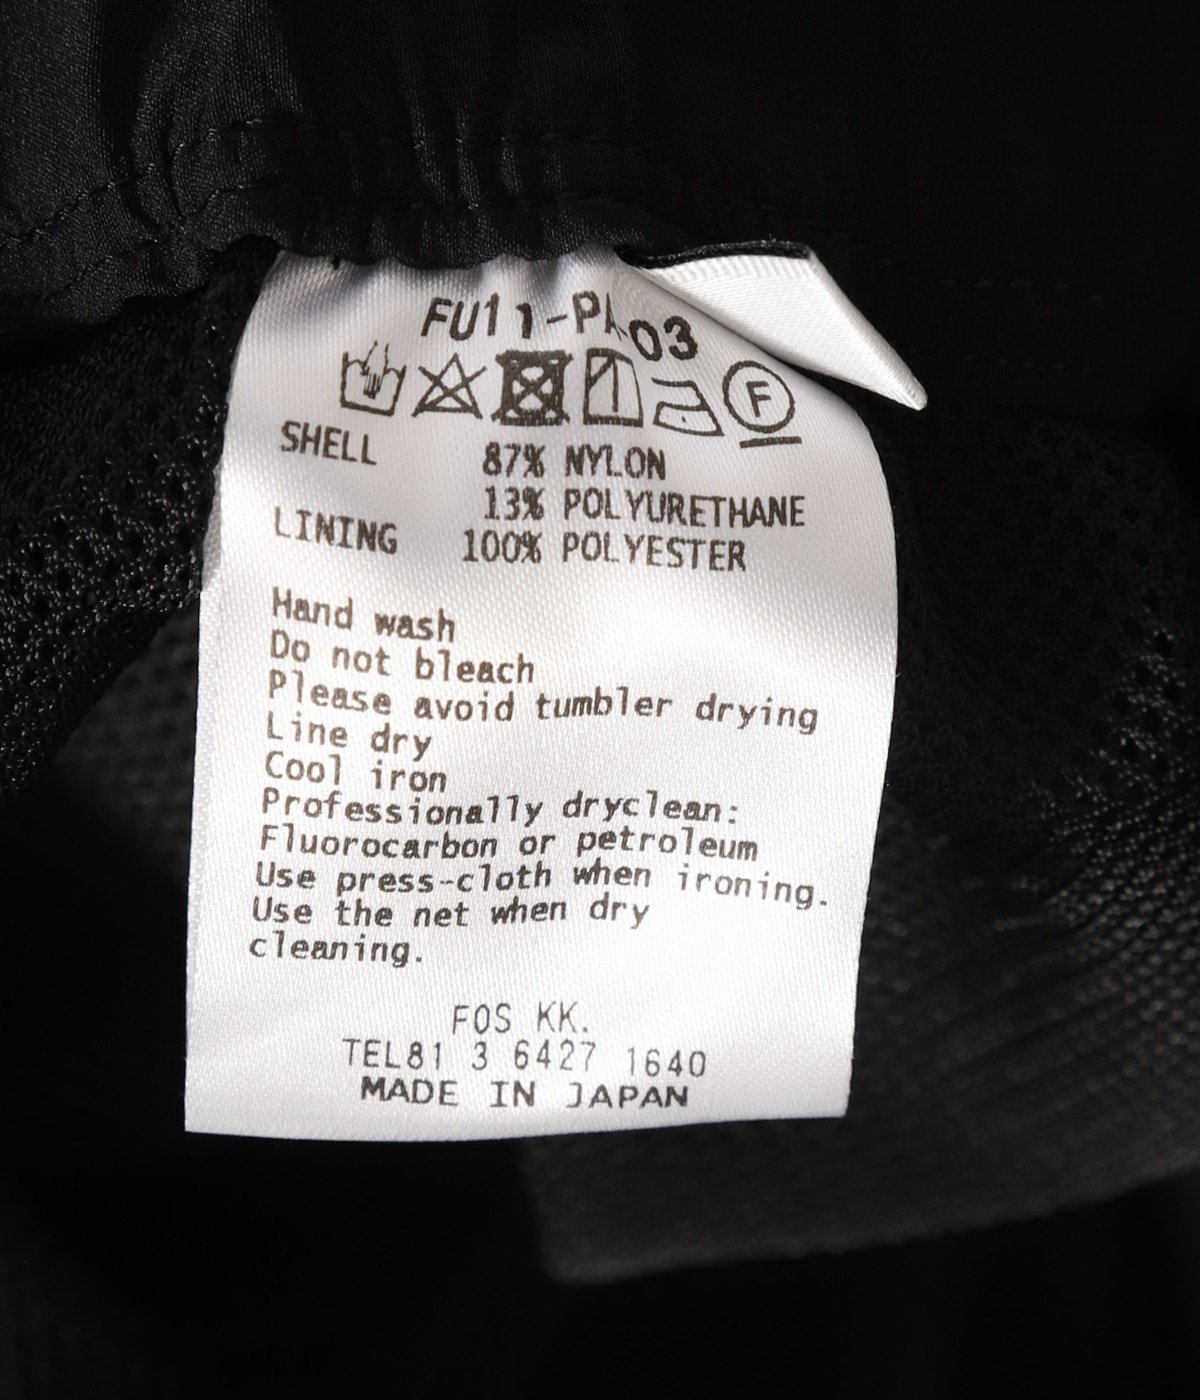 FU11-PA03
F
SHELL 87% NYLON
13% POLYURETHANE
LINING 100% POLYESTER
Hand wash
Do not bleach
Please avoid tumbler drying
Line dry
Cool iron
Professionally dryclean:
Fluorocarbon or petroleum
Use press-cloth when ironing.
Use the net when dry
cleaning.
FOS KK.
TEL81 3 6427 1640
MADE IN JAPAN